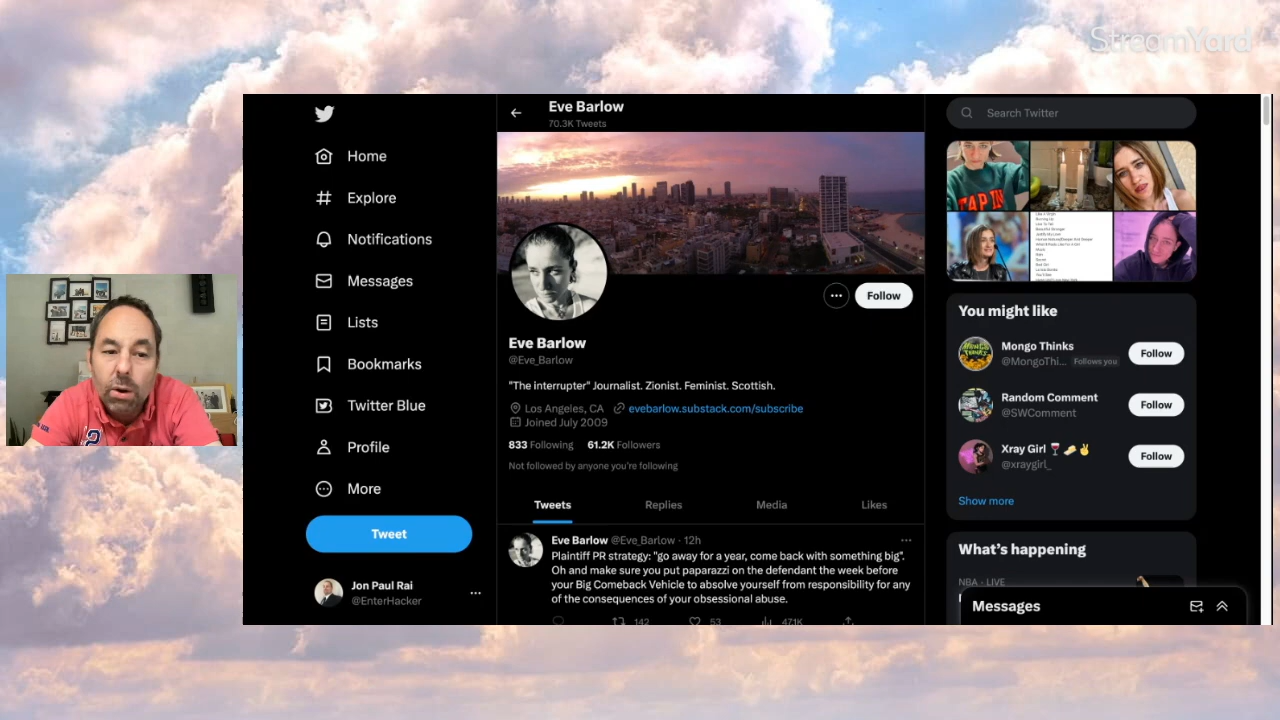 StreamYard
Eve Barlow
70.3K Tweets
Search Twitter
Home
Explore
Notifications
Messages
Lists
Bookmarks
Twitter Blue
Profile
More
Tweet
Jon Paul Rai
@EnterHacker
Follow
Eve Barlow
@Eve_Barlow
"The interrupter" Journalist. Zionist. Feminist. Scottish.
Los Angeles, CA evebarlow.substack.com/subscribe
Joined July 2009
833 Following 61.2K Followers
Not followed by anyone you're following
Tweets Replies Media Likes
Eve Barlow @Eve_Barlow · 12h
Plaintiff PR strategy: "go away for a year, come back with something big".
Oh and make sure you put paparazzi on the defendant the week before
your Big Comeback Vehicle to absolve yourself from responsibility for any
of the consequences of your obsessional abuse.
142 53 47.1K
TAP IN
You might like
Mongo Thinks
@MongoThi... Follows you
Follow
Random Comment
@SWComment
Follow
Xray Girl
@xraygirl_
Follow
Show more
What's happening
NBA · LIVE
Messages